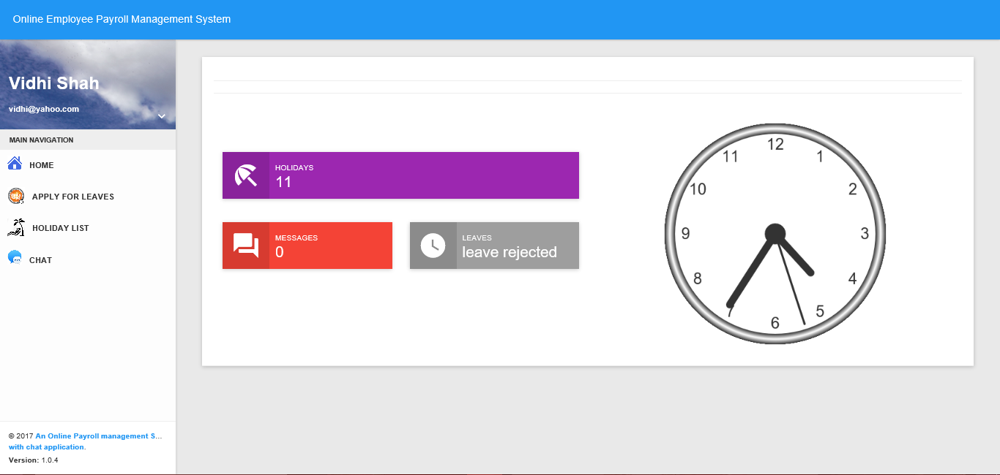 Online Employee Payroll Management System
Vidhi Shah
vidhi@yahoo.com
MAIN NAVIGATION
HOME
APPLY FOR LEAVES
HOLIDAY LIST
CHAT
© 2017 An Online Payroll management S...
with chat application.
Version: 1.0.4
HOLIDAYS
11
MESSAGES
0
LEAVES
leave rejected
12
1
2
3
4
5
6
7
8
9
10
11